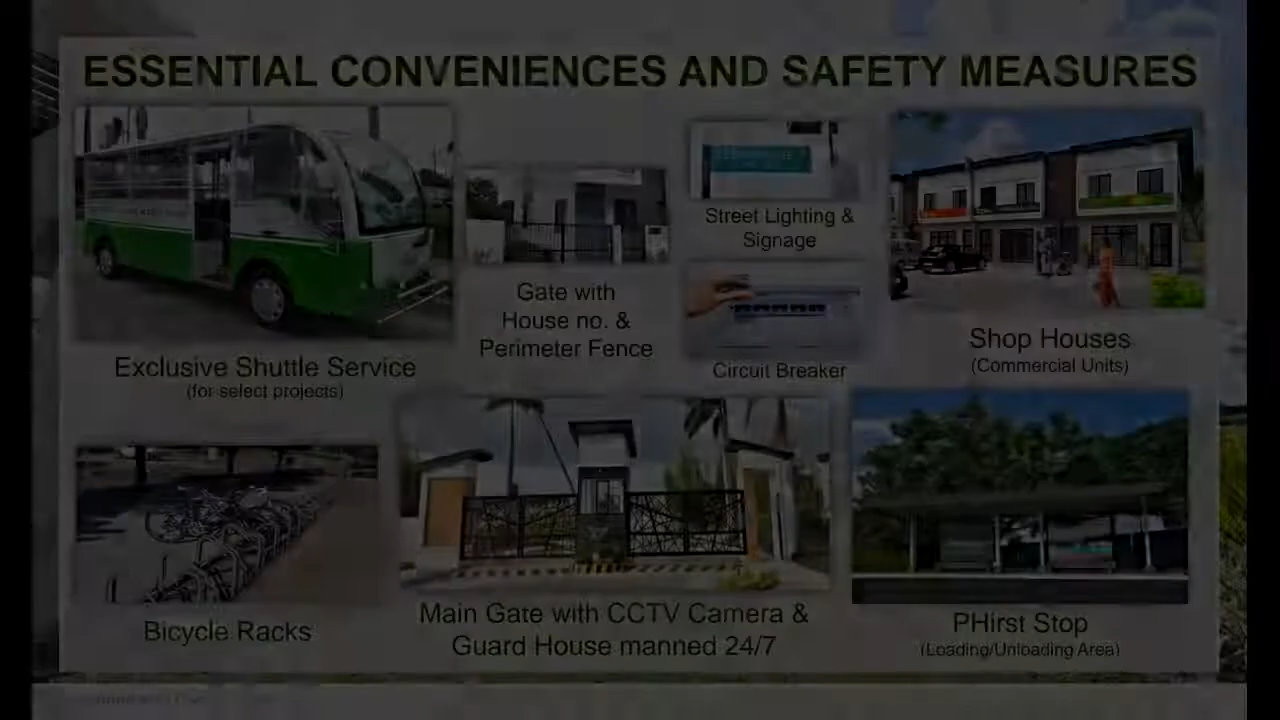 ESSENTIAL CONVENIENCES AND SAFETY MEASURES
Exclusive Shuttle Service
(for select projects)
Gate with
House no. &
Perimeter Fence
Street Lighting &
Signage
Circuit Breaker
Shop Houses
(Commercial Units)
Bicycle Racks
Main Gate with CCTV Camera &
Guard House manned 24/7
PHirst Stop
(Loading/Unloading Area)